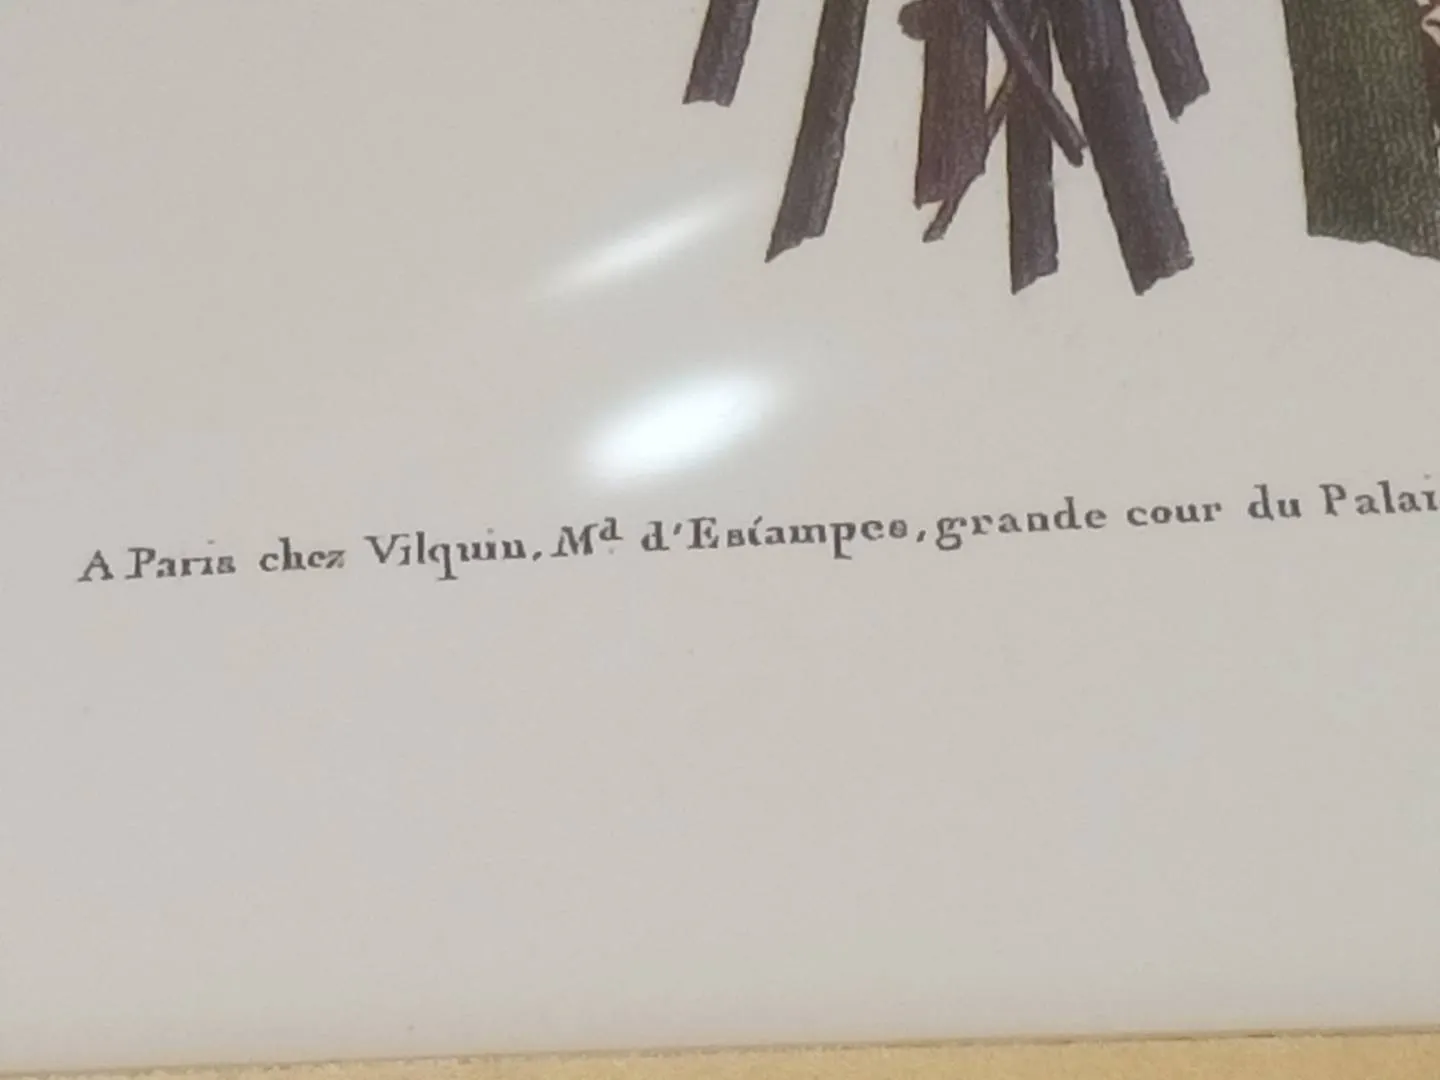 A Paris chez Vilquin, Md. d'Estampes, grande cour du Palai